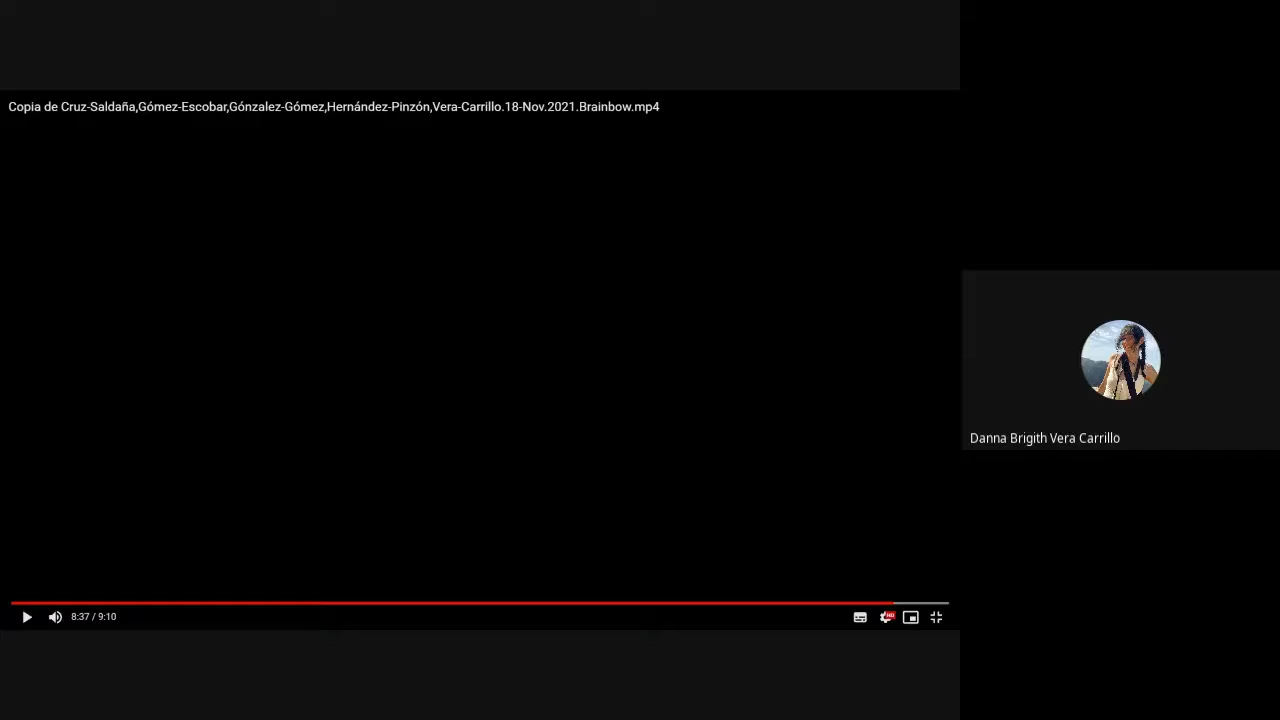 Copia de Cruz-Saldaña,Gómez-Escobar,Gónzalez-Gómez,Hernández-Pinzón,Vera-Carrillo.18-Nov.2021.Brainbow.mp4
Danna Brigith Vera Carrillo
8:37 / 9:10
HD